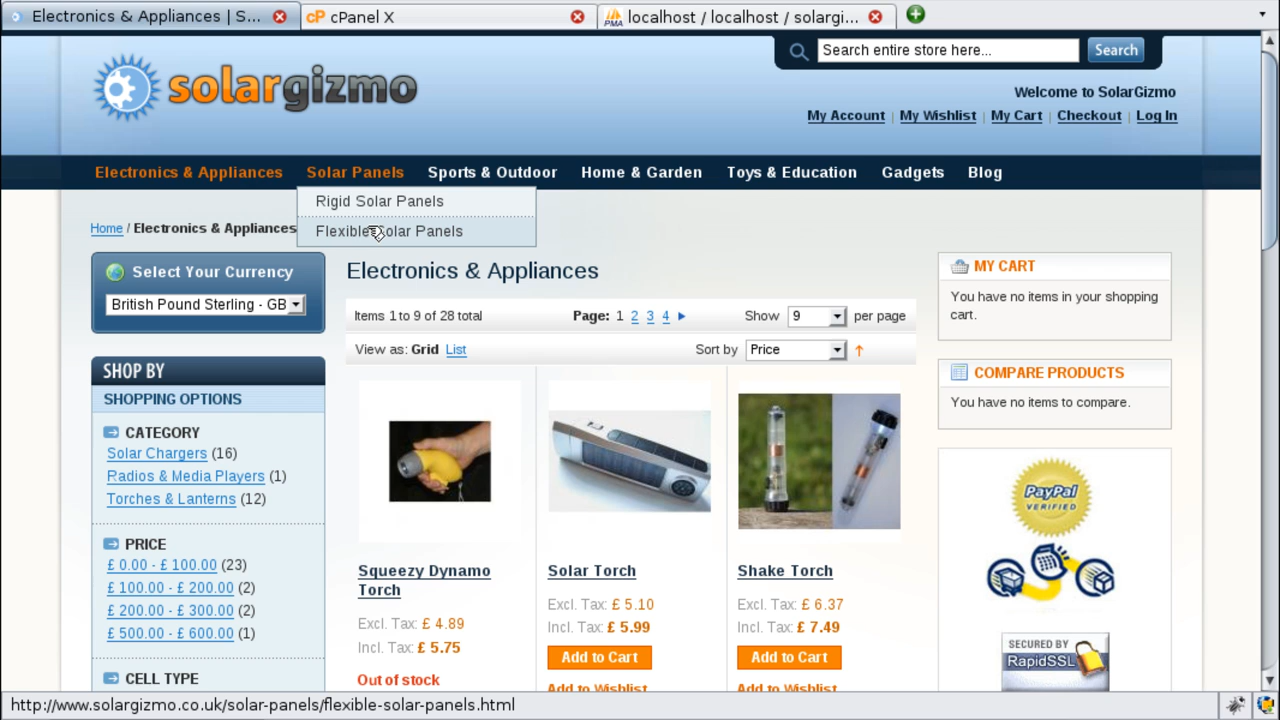 Electronics & Appliances | S...
cPanel X
localhost / localhost / solargi...
Search entire store here...
Search
solargizmo
Welcome to SolarGizmo
My Account | My Wishlist | My Cart | Checkout | Log In
Electronics & Appliances
Solar Panels
Sports & Outdoor
Home & Garden
Toys & Education
Gadgets
Blog
Rigid Solar Panels
Flexible Solar Panels
Home / Electronics & Appliances
Select Your Currency
British Pound Sterling - GB
SHOP BY
SHOPPING OPTIONS
CATEGORY
Solar Chargers (16)
Radios & Media Players (1)
Torches & Lanterns (12)
PRICE
£ 0.00 - £ 100.00 (23)
£ 100.00 - £ 200.00 (2)
£ 200.00 - £ 300.00 (2)
£ 500.00 - £ 600.00 (1)
CELL TYPE
Electronics & Appliances
Items 1 to 9 of 28 total
Page: 1 2 3 4
Show 9 per page
View as: Grid List
Sort by Price
Squeezy Dynamo
Torch
Excl. Tax: £ 4.89
Incl. Tax: £ 5.75
Out of stock
Solar Torch
Excl. Tax: £ 5.10
Incl. Tax: £ 5.99
Add to Cart
Add to Wishlist
Shake Torch
Excl. Tax: £ 6.37
Incl. Tax: £ 7.49
Add to Cart
Add to Wishlist
MY CART
You have no items in your shopping
cart.
COMPARE PRODUCTS
You have no items to compare.
PayPal
VERIFIED
SECURED BY
RapidSSL
http://www.solargizmo.co.uk/solar-panels/flexible-solar-panels.html